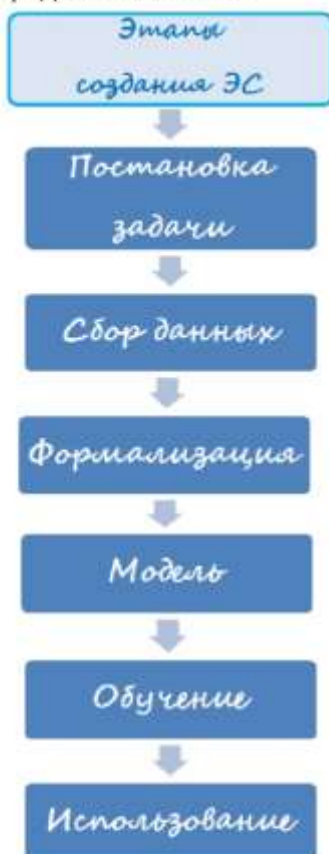 Этапы
создания ЭС
Постановка
задачи
Сбор данных
Формализация
Модель
Обучение
Использование